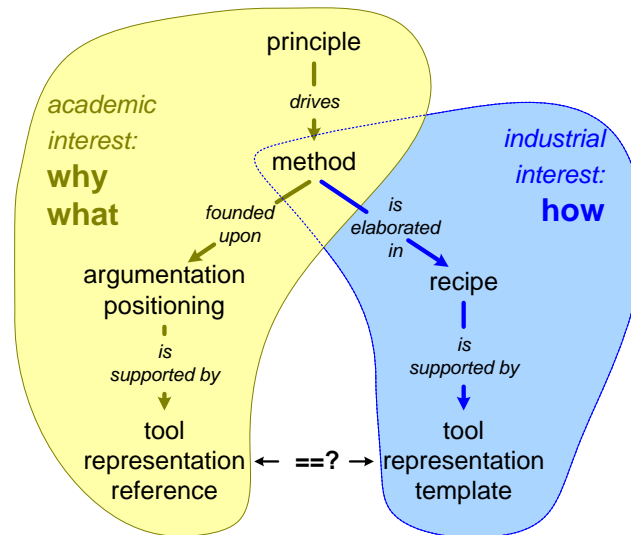 principle
drives
academic
interest:
why
what
method
industrial
interest:
how
founded
upon
is
elaborated
in
argumentation
positioning
recipe
is
supported by
is
supported by
tool
representation
reference
==?
tool
representation
template